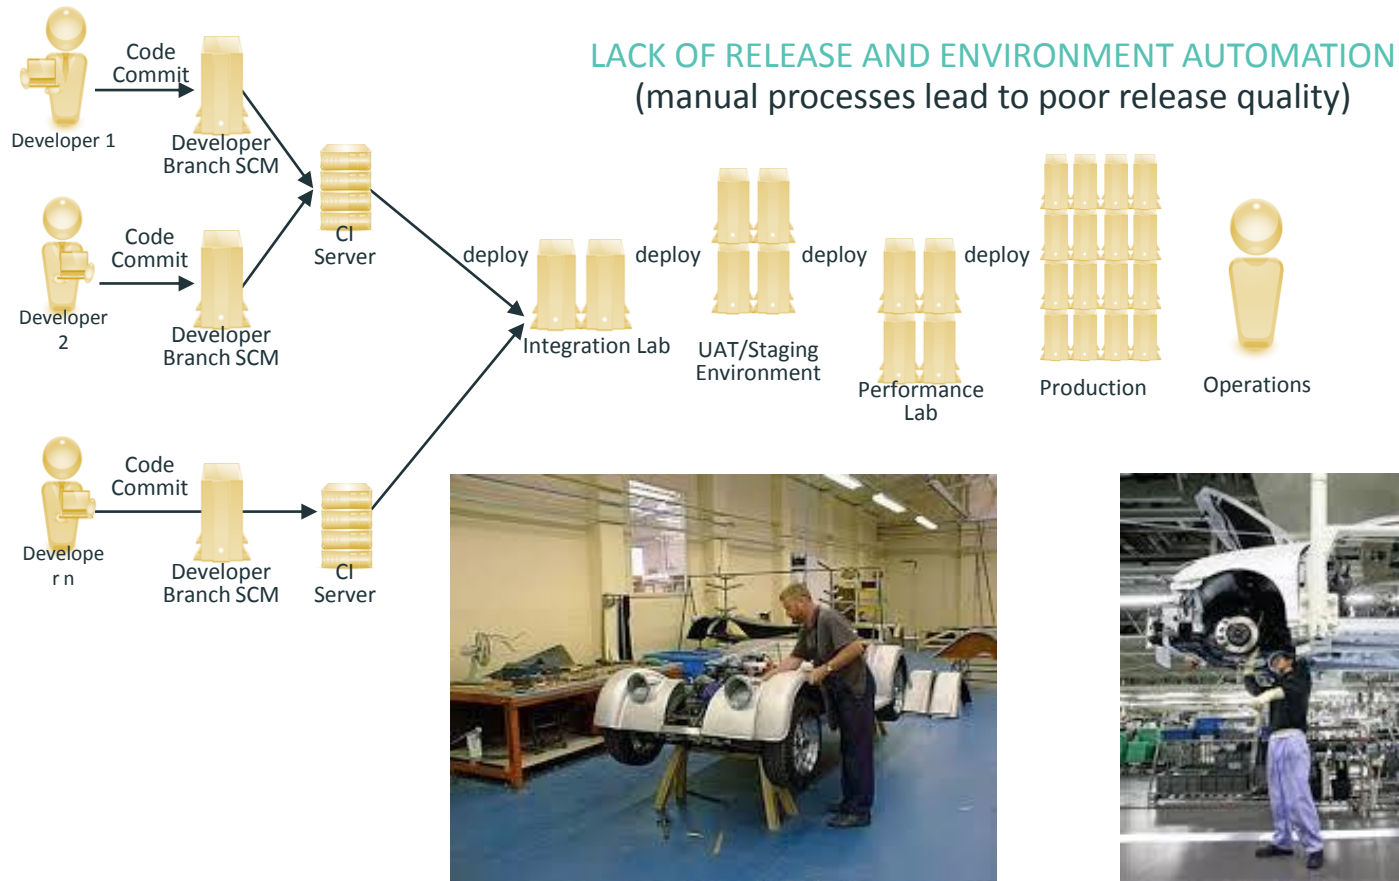 LACK OF RELEASE AND ENVIRONMENT AUTOMATION
(manual processes lead to poor release quality)
Code
Commit
Developer 1
Developer
Branch SCM
CI
Server
Code
Commit
Developer
2
Developer
Branch SCM
deploy
Integration Lab
deploy
UAT/Staging
Environment
deploy
Performance
Lab
deploy
Production
Operations
Code
Commit
Develope
r n
Developer
Branch SCM
CI
Server